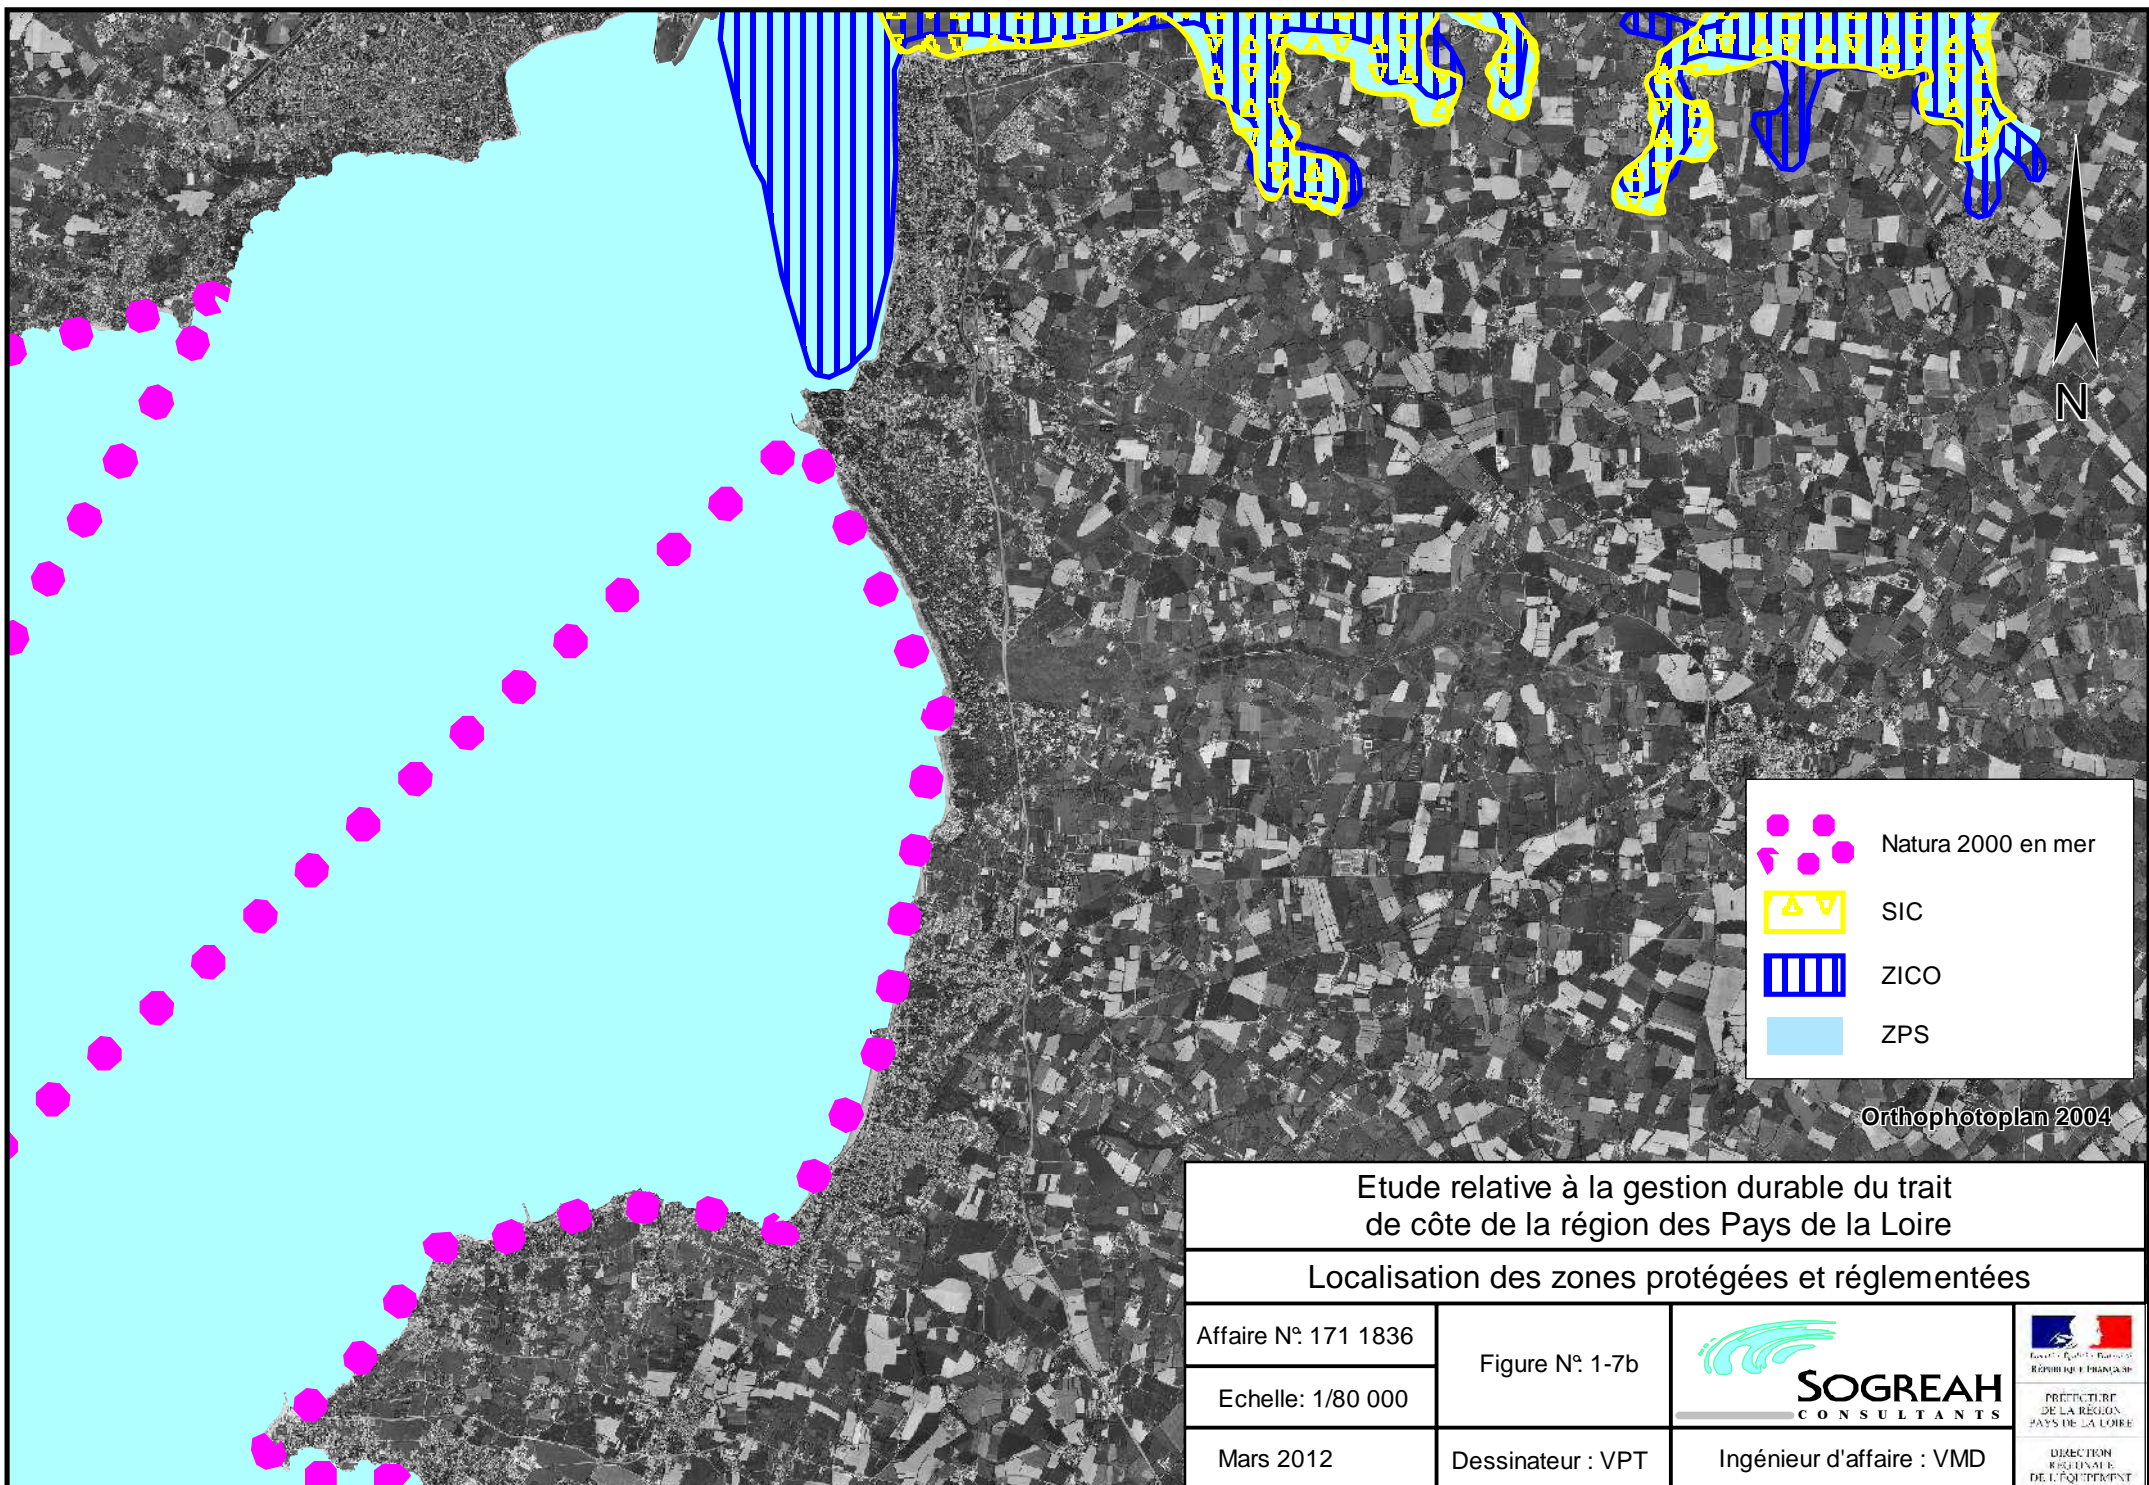 N
Natura 2000 en mer
SIC
ZICO
ZPS
Orthophotoplan 2004
Etude relative à la gestion durable du trait
de côte de la région des Pays de la Loire
Localisation des zones protégées et réglementées
Affaire N°: 171 1836
Echelle: 1/80 000
Mars 2012
Figure N°: 1-7b
Dessinateur : VPT
SOGREAH
CONSULTANTS
Ingénieur d'affaire : VMD
RÉPUBLIQUE FRANÇAISE
PRÉFECTURE
DE LA RÉGION
PAYS DE LA LOIRE
DIRECTION
RÉGIONALE
DE L'ÉQUIPEMENT